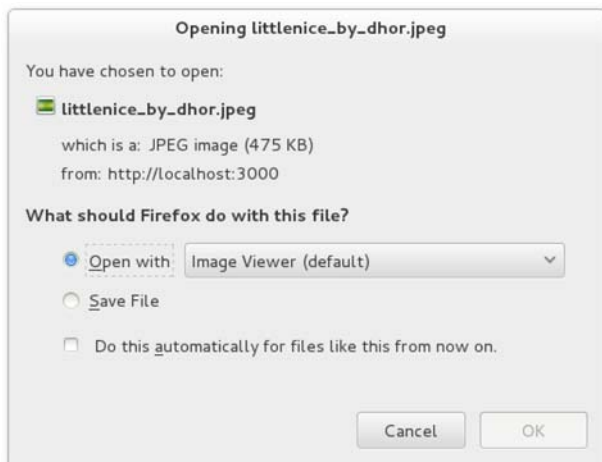 Opening littlenice_by_dhor.jpeg
You have chosen to open:
littlenice_by_dhor.jpeg
which is a: JPEG image (475 KB)
from: http://localhost:3000
What should Firefox do with this file?
Open with Image Viewer (default)
Save File
Do this automatically for files like this from now on.
Cancel OK